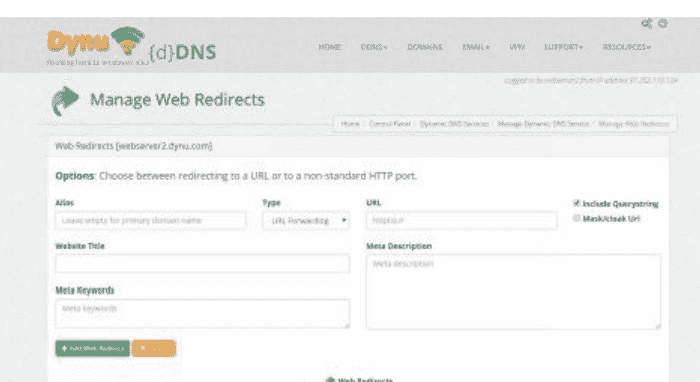 Dynu {d}DNS
HOME DDNS DOMAINS EMAIL VPN SUPPORT RESOURCES
Manage Web Redirects
Home / Control Panel / Dynamic DNS Services / Manage Dynamic DNS Service / Manage Web Redirects
Web Redirects [webserver2.dynu.com]
Options: Choose between redirecting to a URL or to a non-standard HTTP port.
Alias Type URL
Leave empty for primary domain name URL Forwarding Include Querystring
Mask/cloak Url
Website Title Meta Description
Meta description
Meta Keywords
Meta keywords
Add Web Redirect
Web Redirects